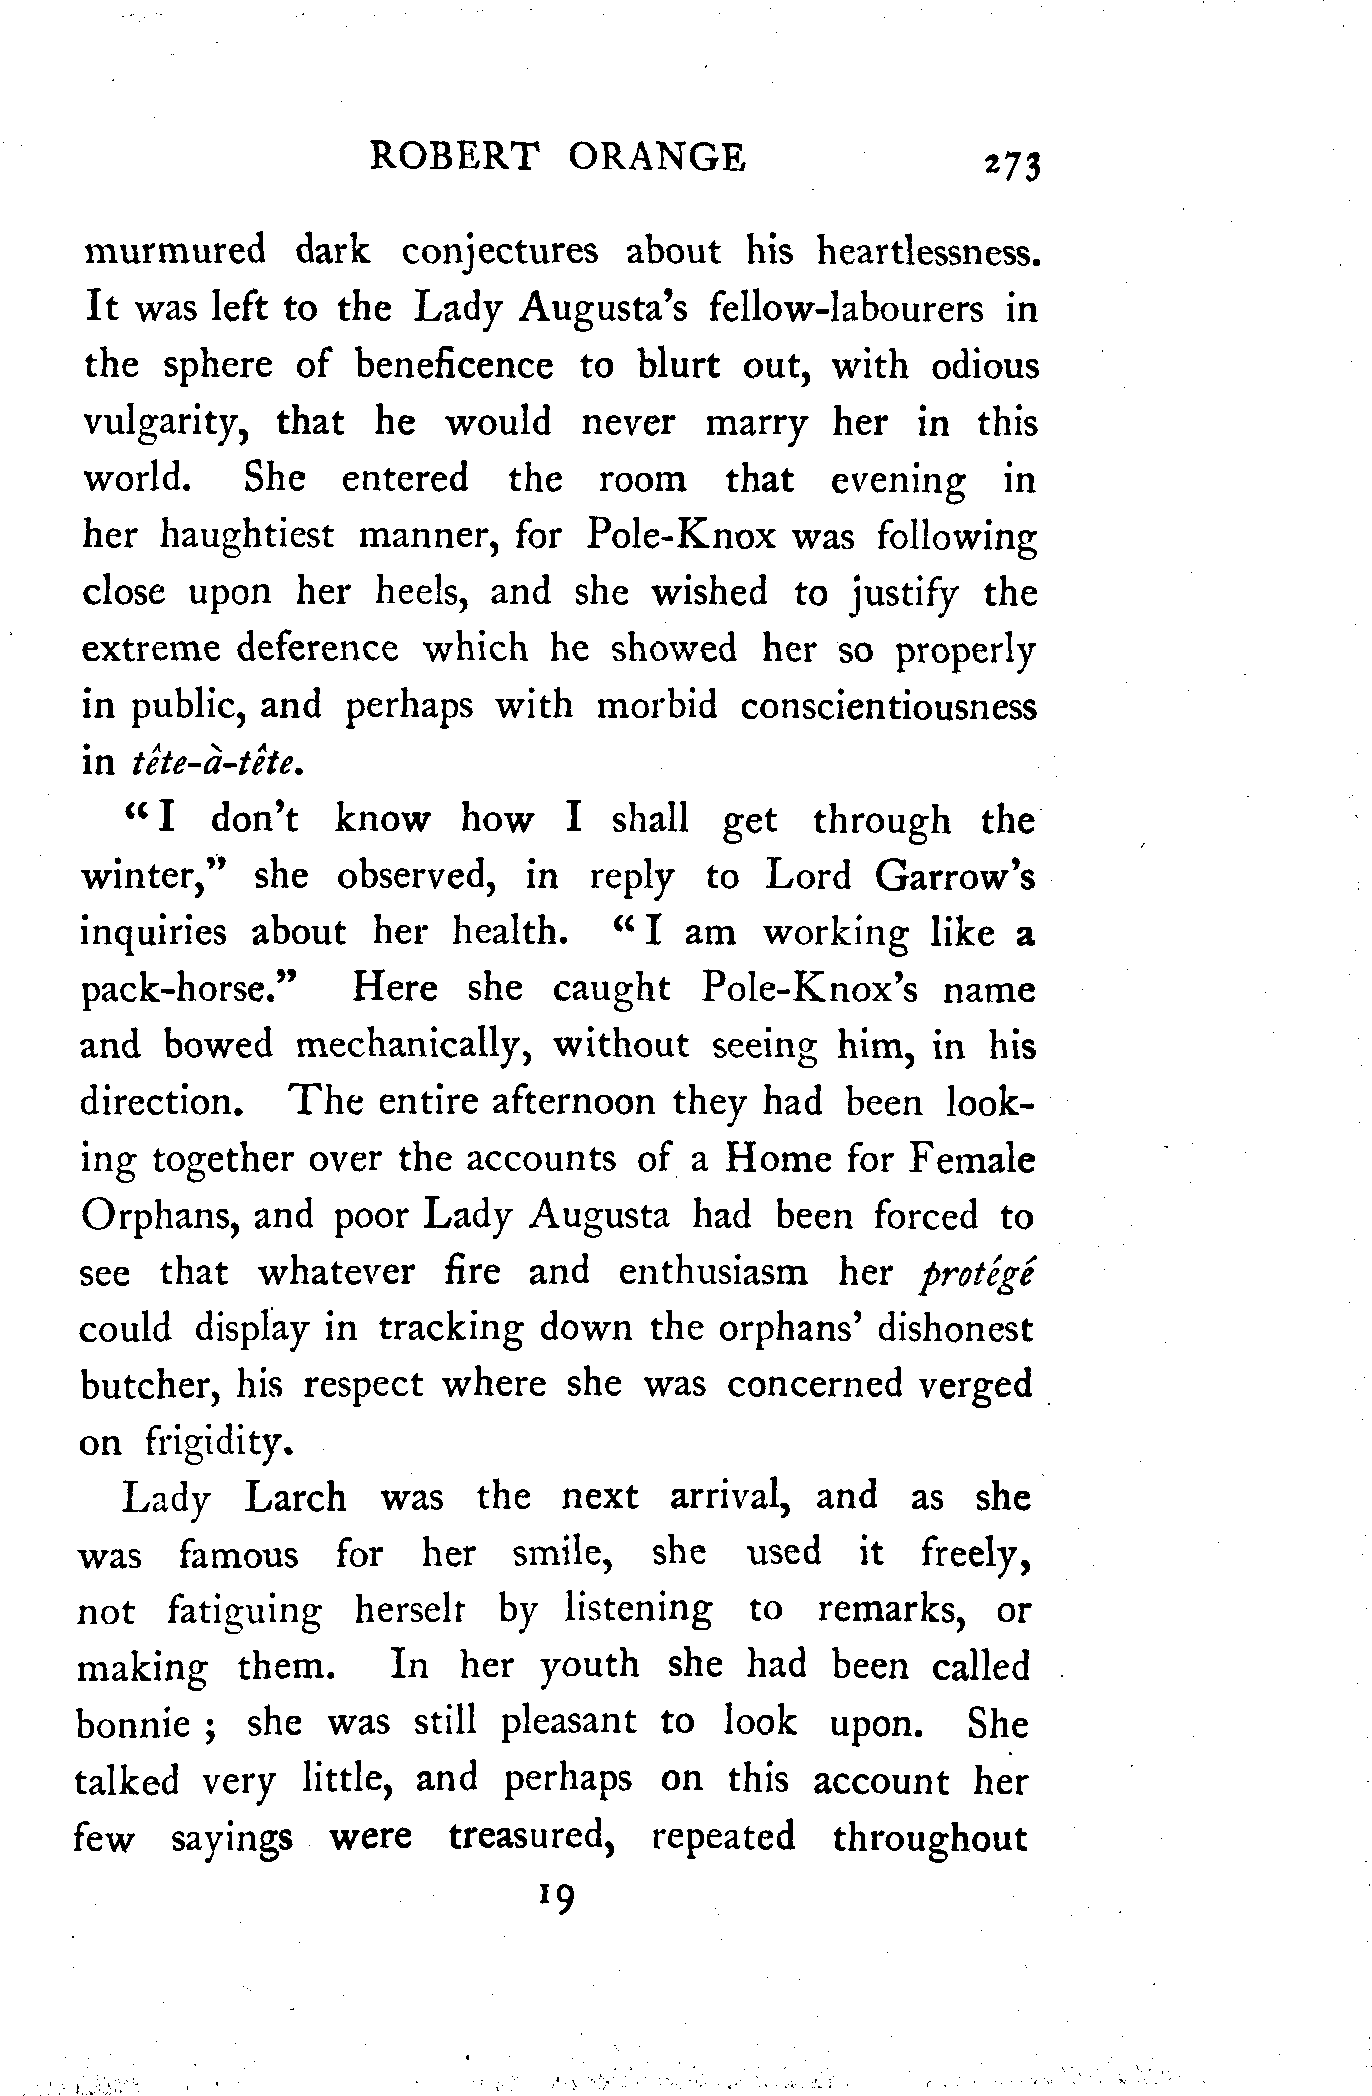 ROBERT ORANGE 273
murmured dark conjectures about his heartlessness.
It was left to the Lady Augusta's fellow-labourers in
the sphere of beneficence to blurt out, with odious
vulgarity, that he would never marry her in this
world. She entered the room that evening in
her haughtiest manner, for Pole-Knox was following
close upon her heels, and she wished to justify the
extreme deference which he showed her so properly
in public, and perhaps with morbid conscientiousness
in tête-à-tête.
"I don't know how I shall get through the
winter," she observed, in reply to Lord Garrow's
inquiries about her health. "I am working like a
pack-horse." Here she caught Pole-Knox's name
and bowed mechanically, without seeing him, in his
direction. The entire afternoon they had been look-
ing together over the accounts of a Home for Female
Orphans, and poor Lady Augusta had been forced to
see that whatever fire and enthusiasm her protégé
could display in tracking down the orphans' dishonest
butcher, his respect where she was concerned verged
on frigidity.
Lady Larch was the next arrival, and as she
was famous for her smile, she used it freely,
not fatiguing herself by listening to remarks, or
making them. In her youth she had been called
bonnie ; she was still pleasant to look upon. She
talked very little, and perhaps on this account her
few sayings were treasured, repeated throughout
19